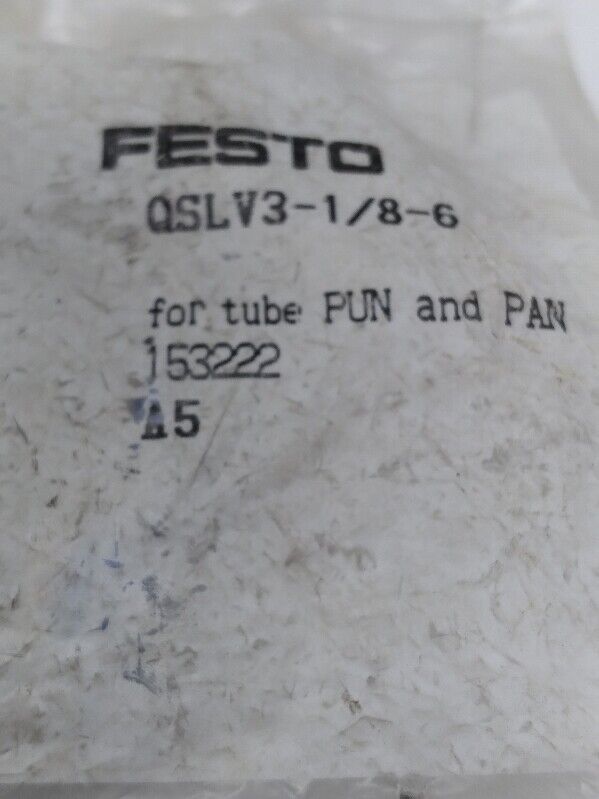 FESTO
QSLV3-1/8-6
for tube PUN and PAN
153222
A5